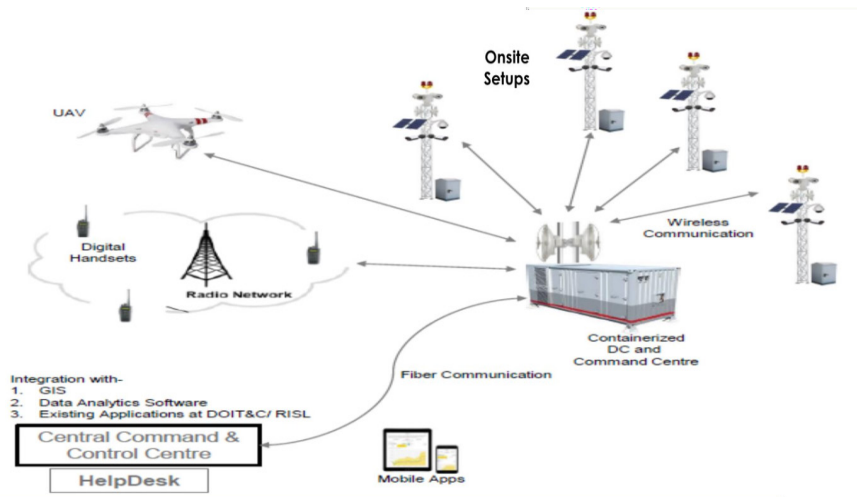 Onsite
Setups
UAV
Wireless
Communication
Digital
Handsets
Radio Network
Containerized
DC and
Command Centre
Fiber Communication
Integration with-
1. GIS
2. Data Analytics Software
3. Existing Applications at DOIT&C/ RISL
Central Command &
Control Centre
HelpDesk
Mobile Apps